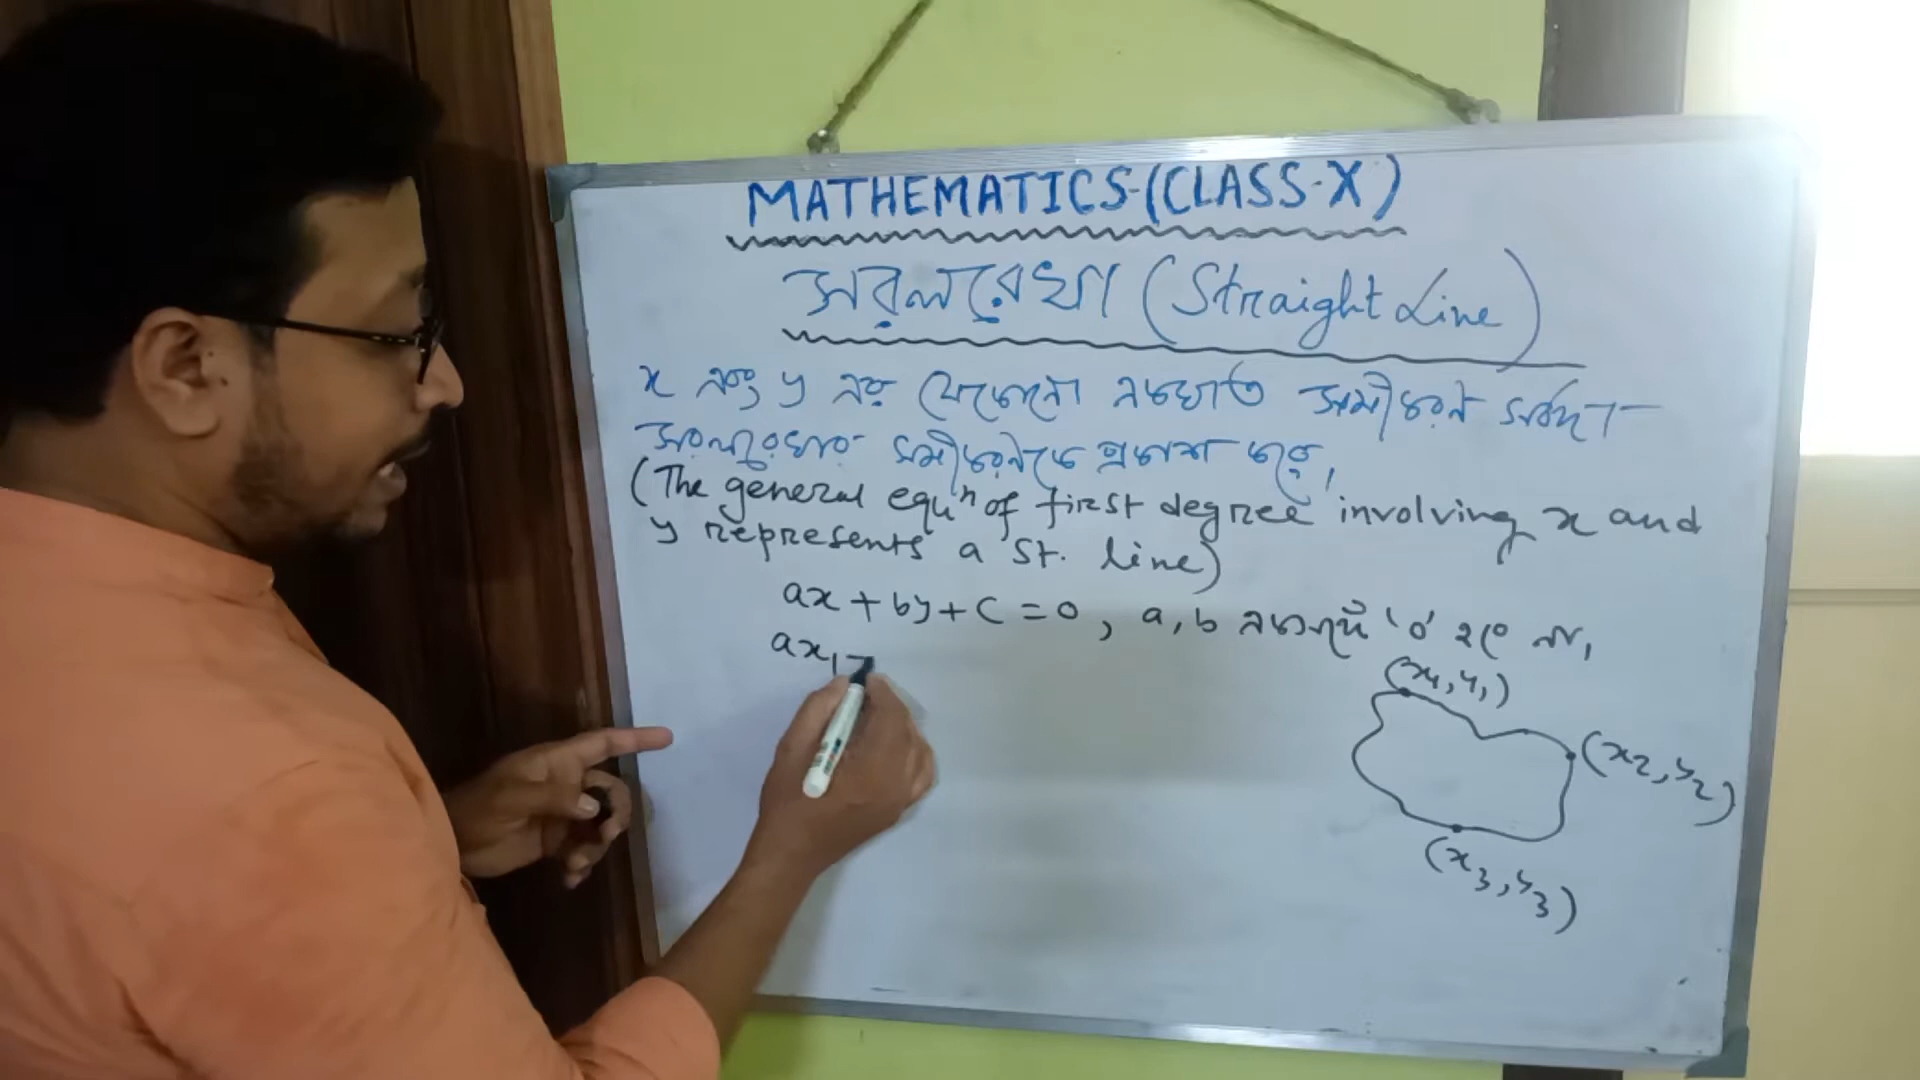 MATHEMATICS-(CLASS-X)
সরলরেখা (Straight Line)
x এবং y এর যেকোনো একঘাত সমীকরণ সর্বদা
সরলরেখার সমীকরণকে প্রকাশ করে,
(The general equⁿ of first degree involving x and
y represents a St. line)
ax + by + c = 0, a, b একসাথে '0' হবে না,
ax₁
(x₁, y₁)
(x₂, y₂)
(x₃, y₃)